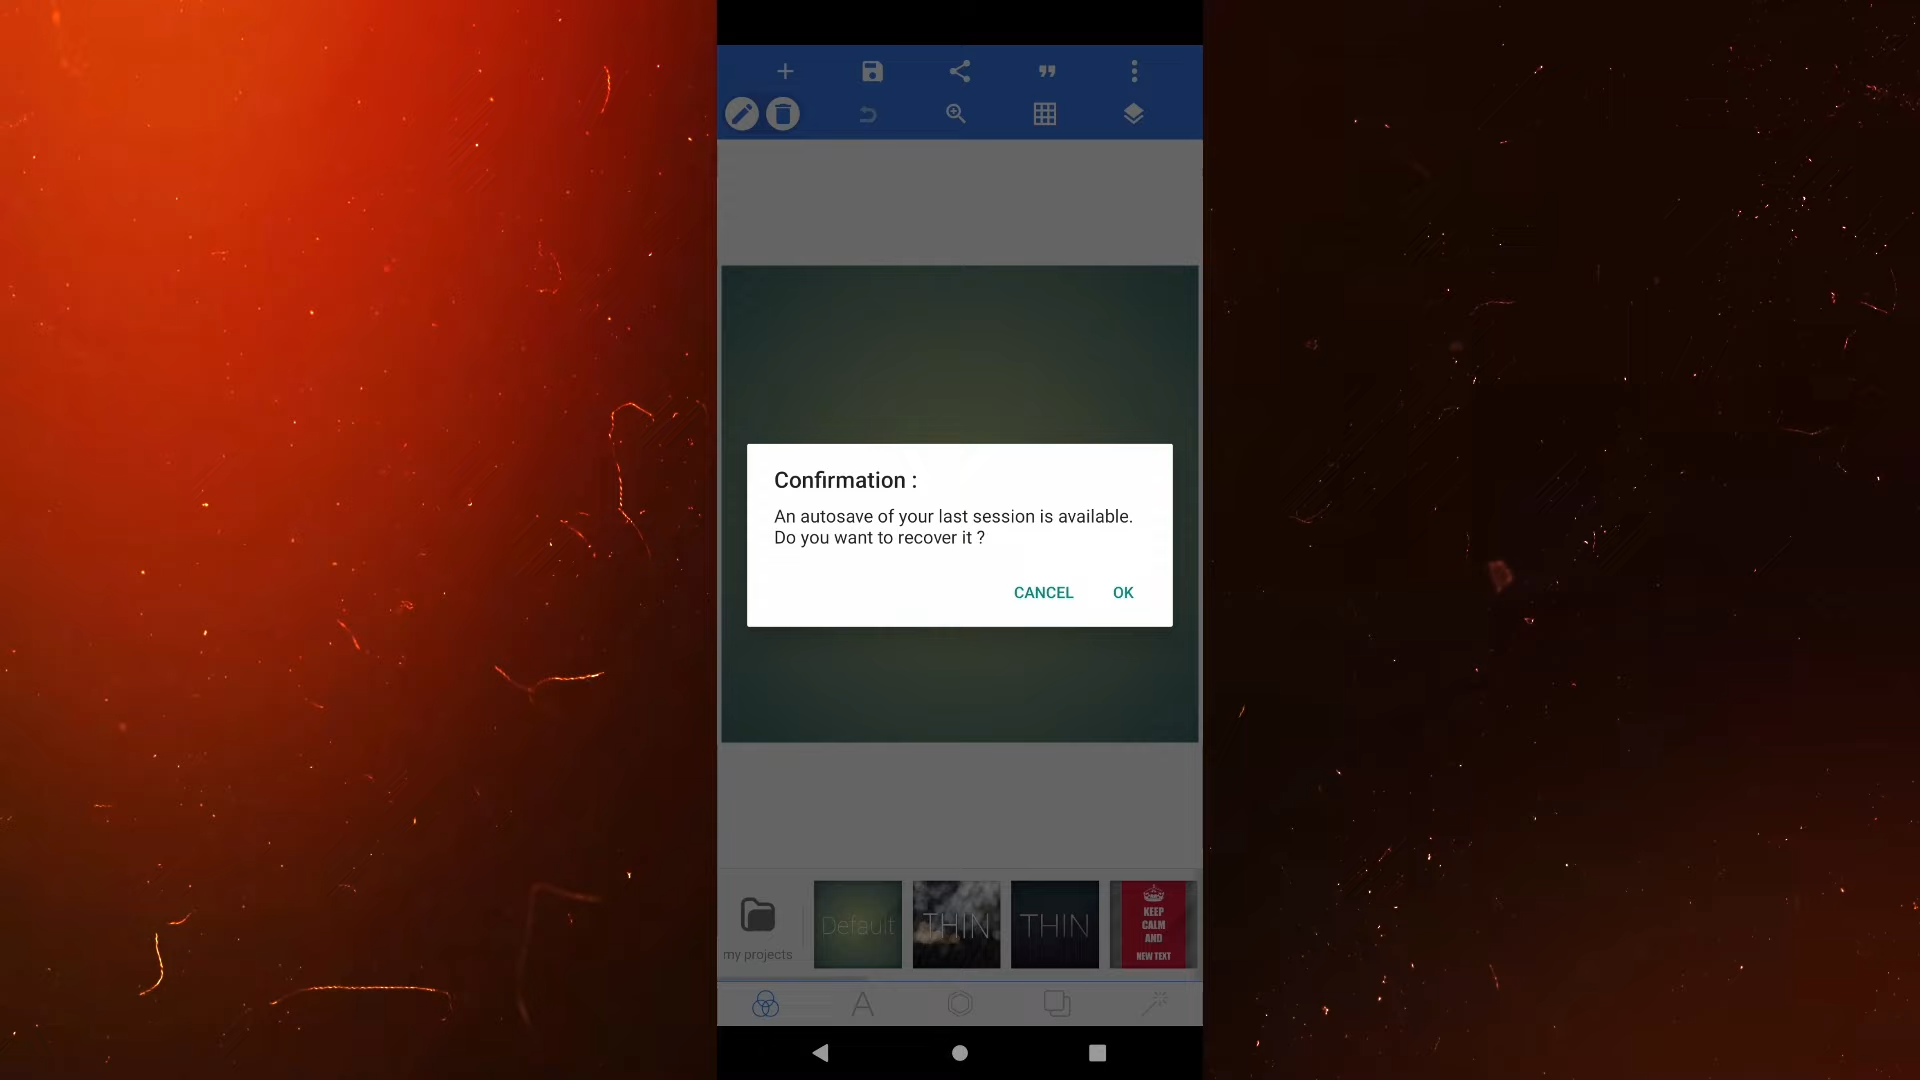 Confirmation :
An autosave of your last session is available.
Do you want to recover it ?
CANCEL
OK
my projects
Default
THIN
THIN
KEEP
CALM
AND
NEW TEXT